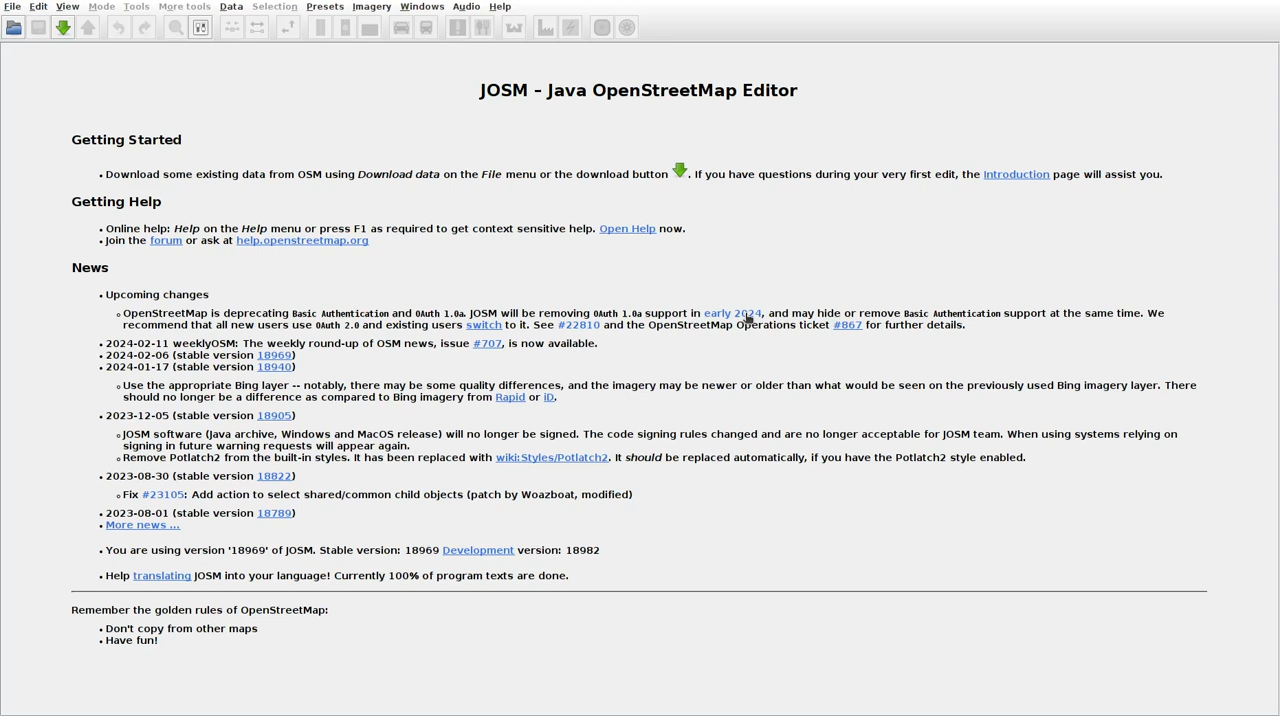 File Edit View Mode Tools More tools Data Selection Presets Imagery Windows Audio Help
JOSM – Java OpenStreetMap Editor
Getting Started
Download some existing data from OSM using Download data on the File menu or the download button . If you have questions during your very first edit, the Introduction page will assist you.
Getting Help
Online help: Help on the Help menu or press F1 as required to get context sensitive help. Open Help now.
Join the forum or ask at help.openstreetmap.org
News
Upcoming changes
OpenStreetMap is deprecating Basic Authentication and OAuth 1.0a. JOSM will be removing OAuth 1.0a support in early 2024, and may hide or remove Basic Authentication support at the same time. We
recommend that all new users use OAuth 2.0 and existing users switch to it. See #22810 and the OpenStreetMap Operations ticket #867 for further details.
2024-02-11 weeklyOSM: The weekly round-up of OSM news, issue #707, is now available.
2024-02-06 (stable version 18969)
2024-01-17 (stable version 18940)
Use the appropriate Bing layer -- notably, there may be some quality differences, and the imagery may be newer or older than what would be seen on the previously used Bing imagery layer. There
should no longer be a difference as compared to Bing imagery from Rapid or iD.
2023-12-05 (stable version 18905)
JOSM software (Java archive, Windows and MacOS release) will no longer be signed. The code signing rules changed and are no longer acceptable for JOSM team. When using systems relying on
signing in future warning requests will appear again.
Remove Potlatch2 from the built-in styles. It has been replaced with wiki:Styles/Potlatch2. It should be replaced automatically, if you have the Potlatch2 style enabled.
2023-08-30 (stable version 18822)
Fix #23105: Add action to select shared/common child objects (patch by Woazboat, modified)
2023-08-01 (stable version 18789)
More news ...
You are using version '18969' of JOSM. Stable version: 18969 Development version: 18982
Help translating JOSM into your language! Currently 100% of program texts are done.
Remember the golden rules of OpenStreetMap:
Don't copy from other maps
Have fun!